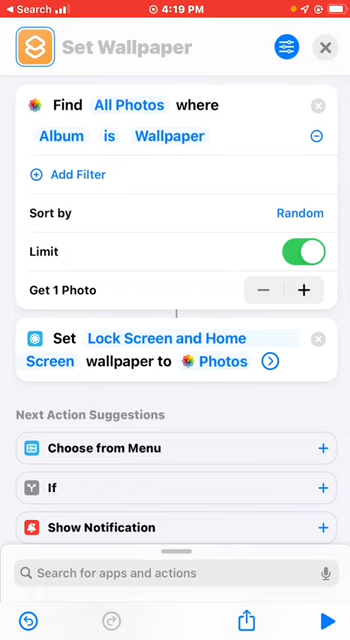 Search 4:19 PM
Set Wallpaper
Find All Photos where
Album is Wallpaper
Add Filter
Sort by Random
Limit
Get 1 Photo
Set Lock Screen and Home
Screen wallpaper to Photos
Next Action Suggestions
Choose from Menu
If
Show Notification
Search for apps and actions